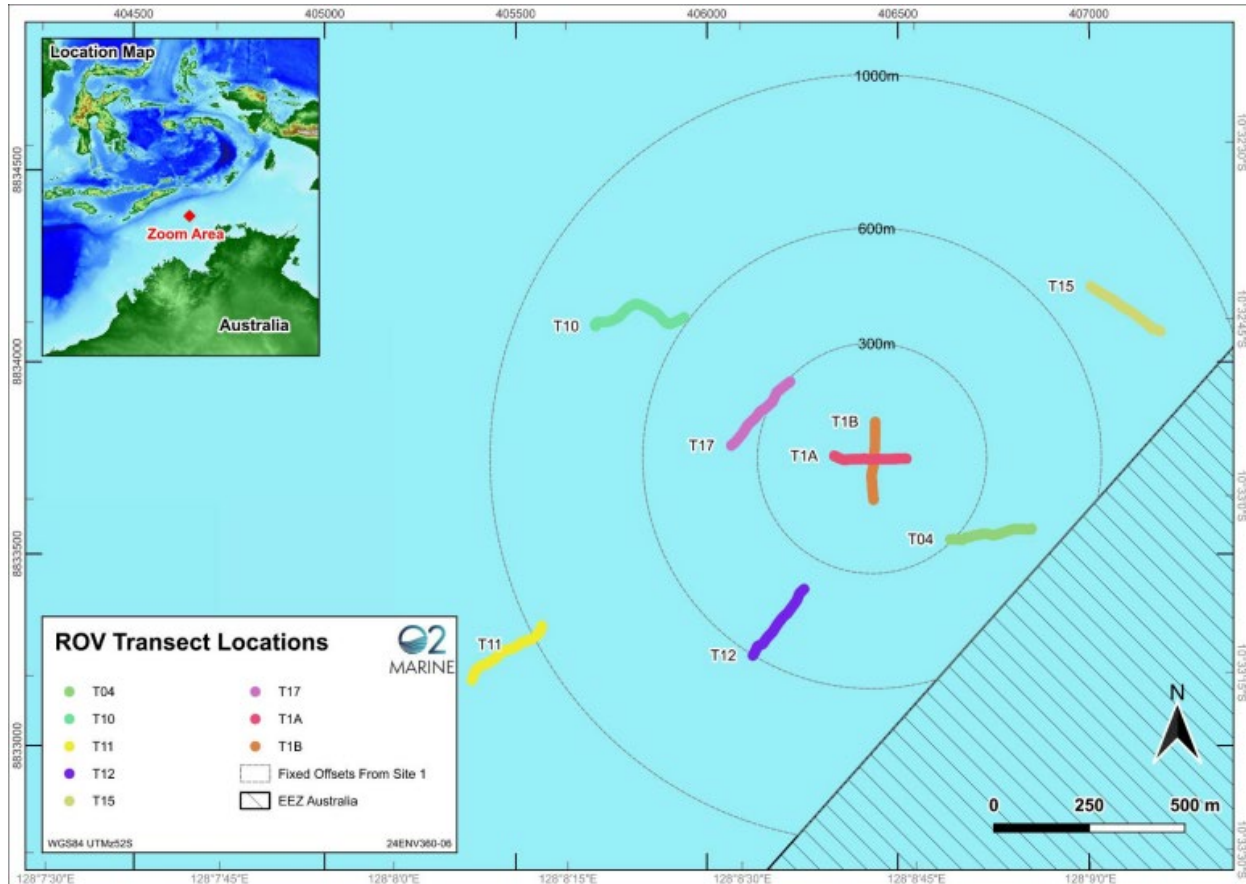 404500 405000 405500 406000 406500 407000
Location Map
Zoom Area
Australia
1000m
600m
300m
T15
T10
T17
T1B
T1A
T04
T12
T11
8834500
8834000
8833500
8833000
10°32'30"S
10°32'45"S
10°33'0"S
10°33'15"S
10°33'30"S
ROV Transect Locations
O2
MARINE
T04 T17
T10 T1A
T11 T1B
T12 Fixed Offsets From Site 1
T15 EEZ Australia
WGS84 UTMz52S 24ENV360-06
N
0 250 500 m
128°7'30"E 128°7'45"E 128°8'0"E 128°8'15"E 128°8'30"E 128°8'45"E 128°9'0"E